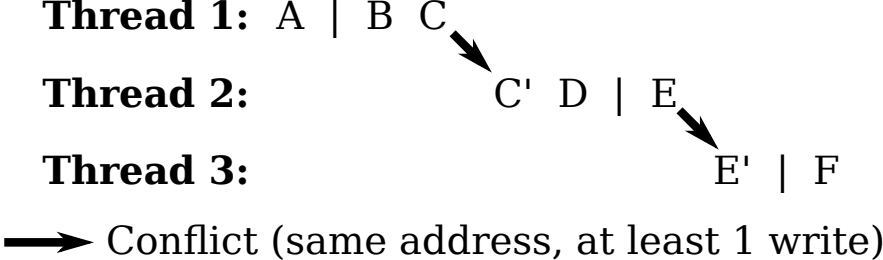 Thread 1: A | B C
Thread 2: C' D | E
Thread 3: E' | F
Conflict (same address, at least 1 write)